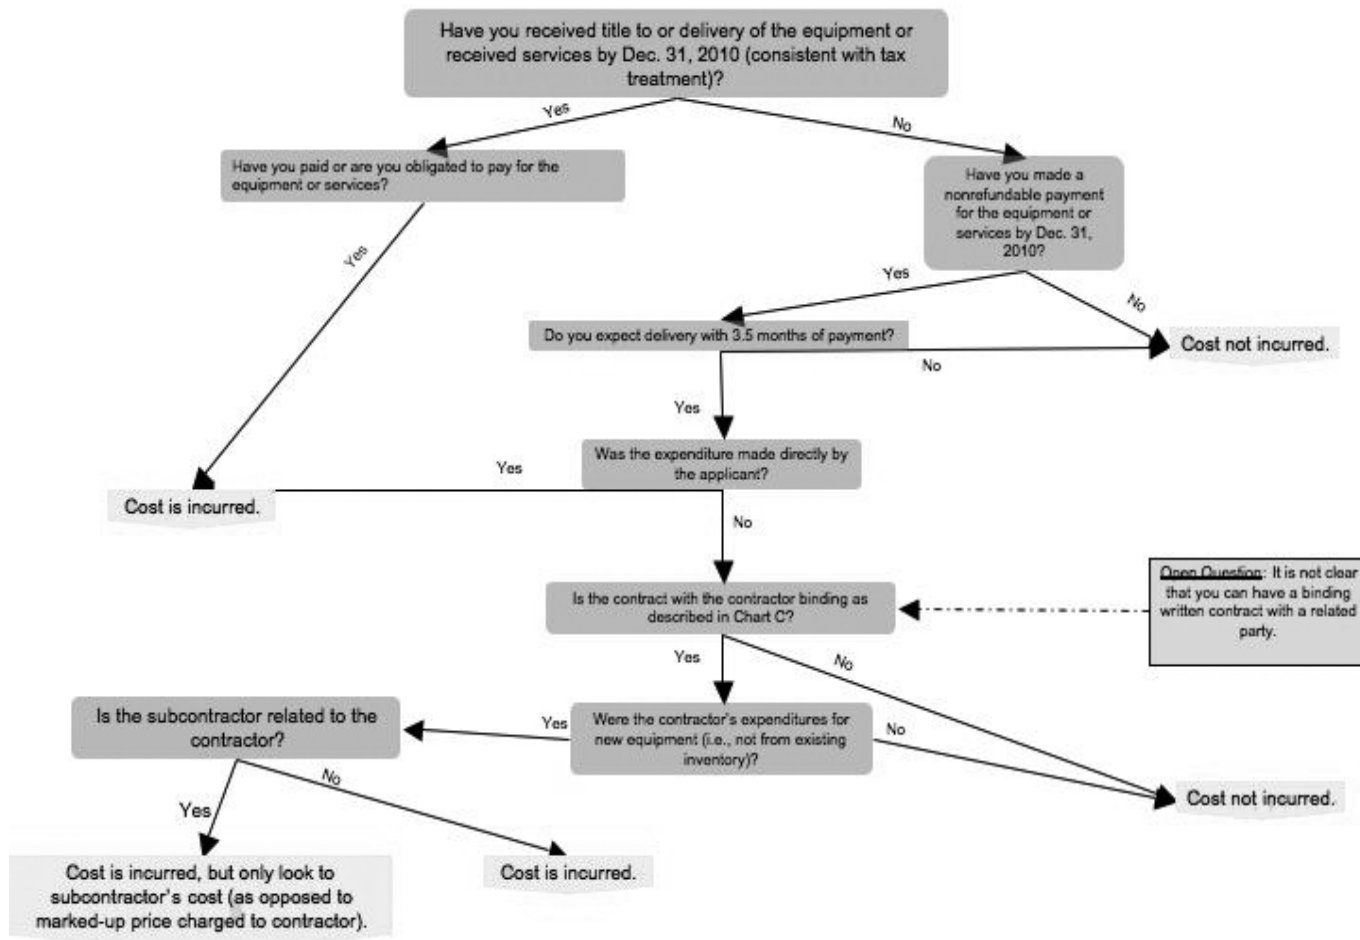 Have you received title to or delivery of the equipment or
received services by Dec. 31, 2010 (consistent with tax
treatment)?
Yes
No
Have you paid or are you obligated to pay for the
equipment or services?
Have you made a
nonrefundable payment
for the equipment or
services by Dec. 31,
2010?
Yes
Yes
No
Do you expect delivery with 3.5 months of payment?
Cost not incurred.
No
Yes
Was the expenditure made directly by
the applicant?
Yes
Cost is incurred.
No
Is the contract with the contractor binding as
described in Chart C?
Open Question: It is not clear
that you can have a binding
written contract with a related
party.
Yes
No
Is the subcontractor related to the
contractor?
Yes
Were the contractor's expenditures for
new equipment (i.e., not from existing
inventory)?
No
Cost not incurred.
Yes
No
Cost is incurred, but only look to
subcontractor's cost (as opposed to
marked-up price charged to contractor).
Cost is incurred.